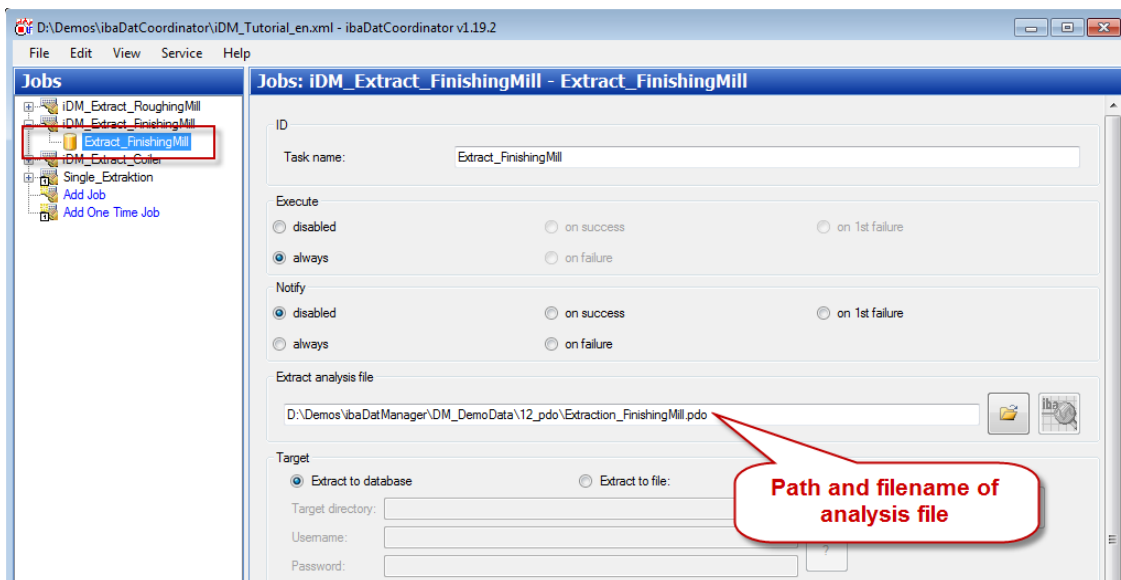 D:\Demos\ibaDatCoordinator\iDM_Tutorial_en.xml - ibaDatCoordinator v1.19.2
File Edit View Service Help
Jobs
Jobs: iDM_Extract_FinishingMill - Extract_FinishingMill
iDM_Extract_RoughingMill
iDM_Extract_FinishingMill
Extract_FinishingMill
iDM_Extract_Coiler
Single_Extraktion
Add Job
Add One Time Job
ID
Task name: Extract_FinishingMill
Execute
disabled on success on 1st failure
always on failure
Notify
disabled on success on 1st failure
always on failure
Extract analysis file
D:\Demos\ibaDatManager\DM_DemoData\12_pdo\Extraction_FinishingMill.pdo
iba
Target
Extract to database Extract to file:
Target directory:
Username:
?
Password:
Path and filename of
analysis file